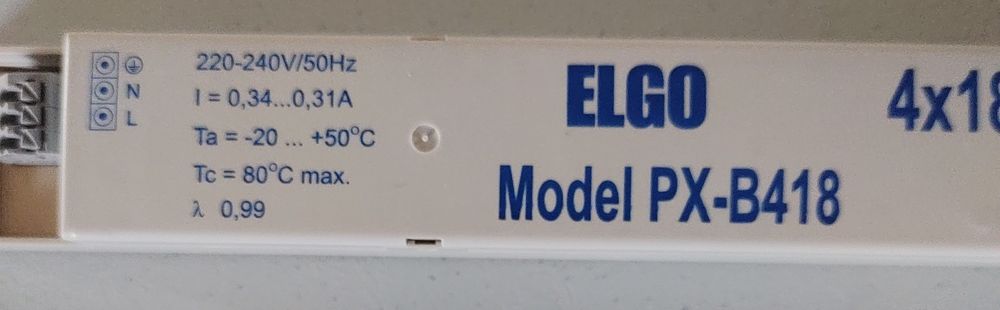 220-240V/50Hz
N
I = 0,34...0,31A
L
Ta = -20 ... +50°C
Tc = 80°C max.
λ 0,99
ELGO
4x18
Model PX-B418